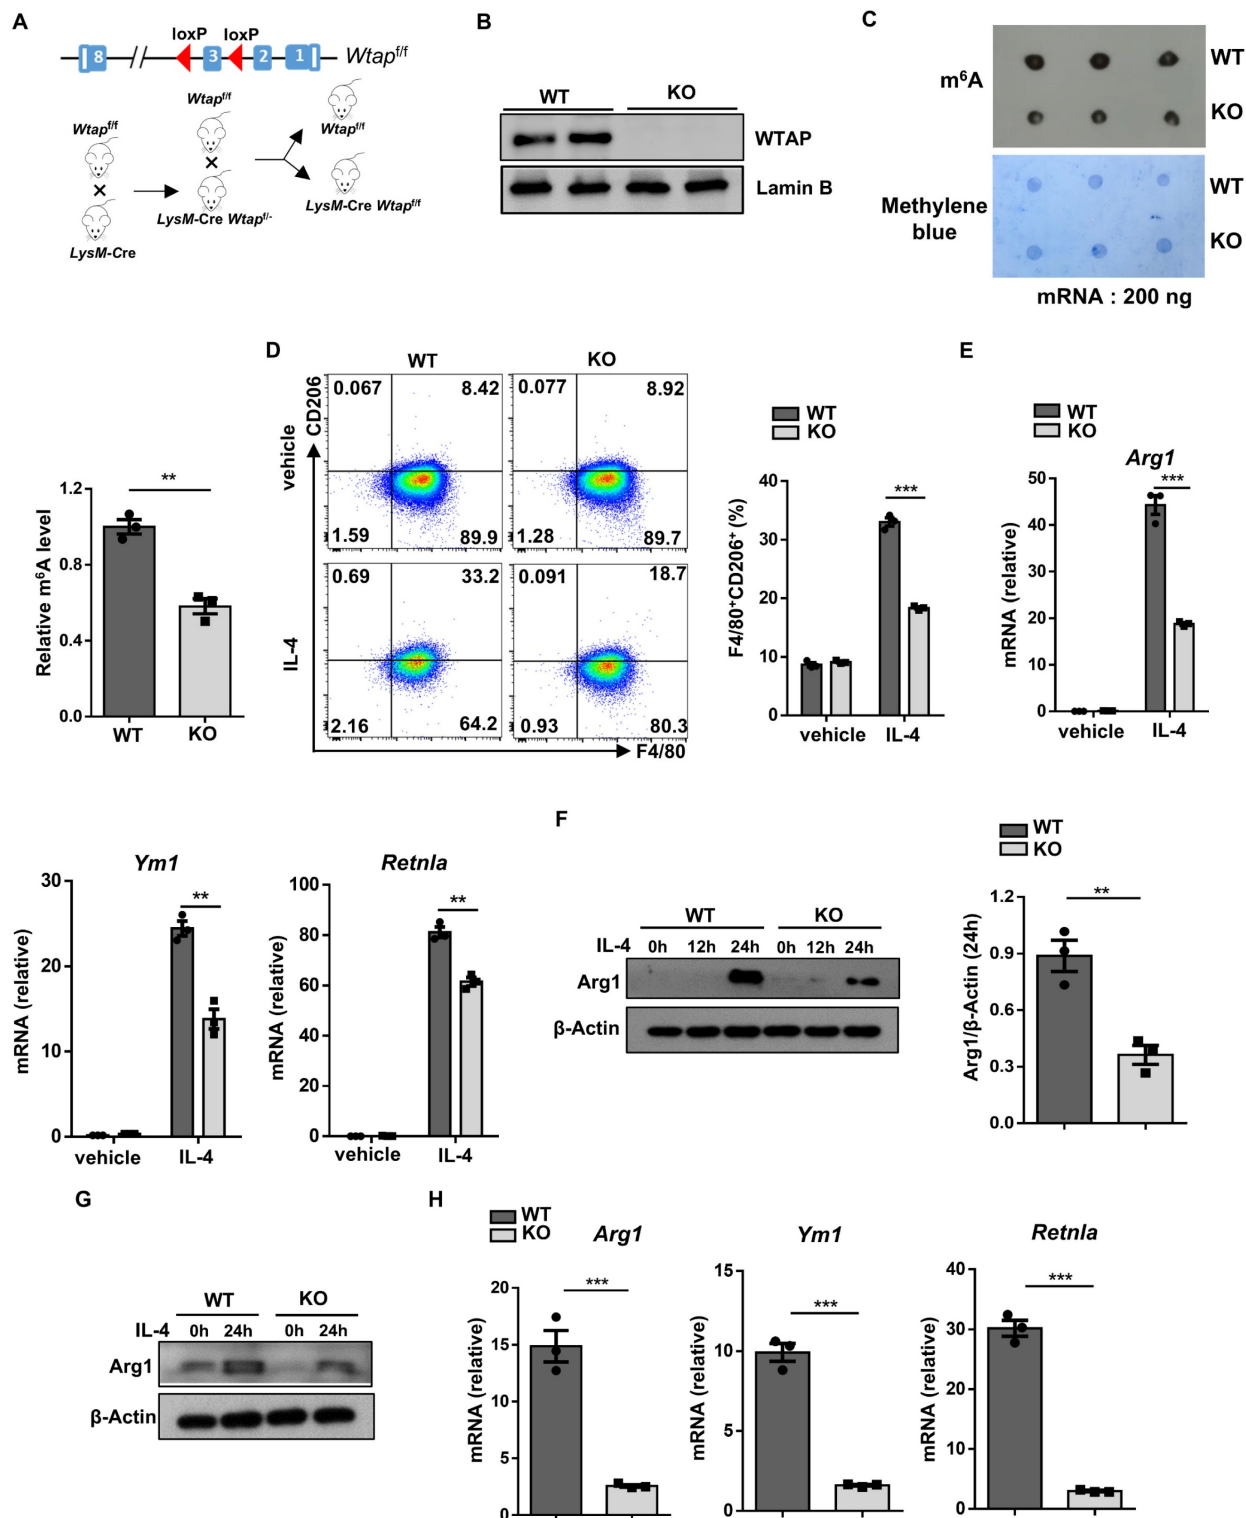 A
loxP loxP
8 3 2 1 Wtap^f/f
Wtap^f/f
Wtap^f/f
×
LysM-Cre
Wtap^f/f
×
LysM-Cre Wtap^f/-
Wtap^f/f
LysM-Cre Wtap^f/f
B
WT KO
WTAP
Lamin B
C
m⁶A
WT
KO
Methylene
blue
WT
KO
mRNA : 200 ng
Relative m⁶A level
1.2
0.8
0.4
0.0
**
WT KO
D
WT KO
CD206
vehicle
0.067 8.42
1.59 89.9
0.077 8.92
1.28 89.7
IL-4
0.69 33.2
2.16 64.2
0.091 18.7
0.93 80.3
F4/80
WT
KO
F4/80⁺CD206⁺ (%)
40
30
20
10
0
***
vehicle IL-4
E
WT
KO
Arg1
mRNA (relative)
50
40
30
20
10
0
***
vehicle IL-4
Ym1
mRNA (relative)
30
20
10
0
**
vehicle IL-4
Retnla
mRNA (relative)
100
80
60
40
20
0
**
vehicle IL-4
F
WT KO
IL-4 0h 12h 24h 0h 12h 24h
Arg1
β-Actin
WT
KO
Arg1/β-Actin (24h)
1.2
0.9
0.6
0.3
0.0
**
G
WT KO
IL-4 0h 24h 0h 24h
Arg1
β-Actin
H
WT
KO
Arg1
mRNA (relative)
20
15
10
5
0
***
Ym1
mRNA (relative)
15
10
5
0
***
Retnla
mRNA (relative)
40
30
20
10
0
***